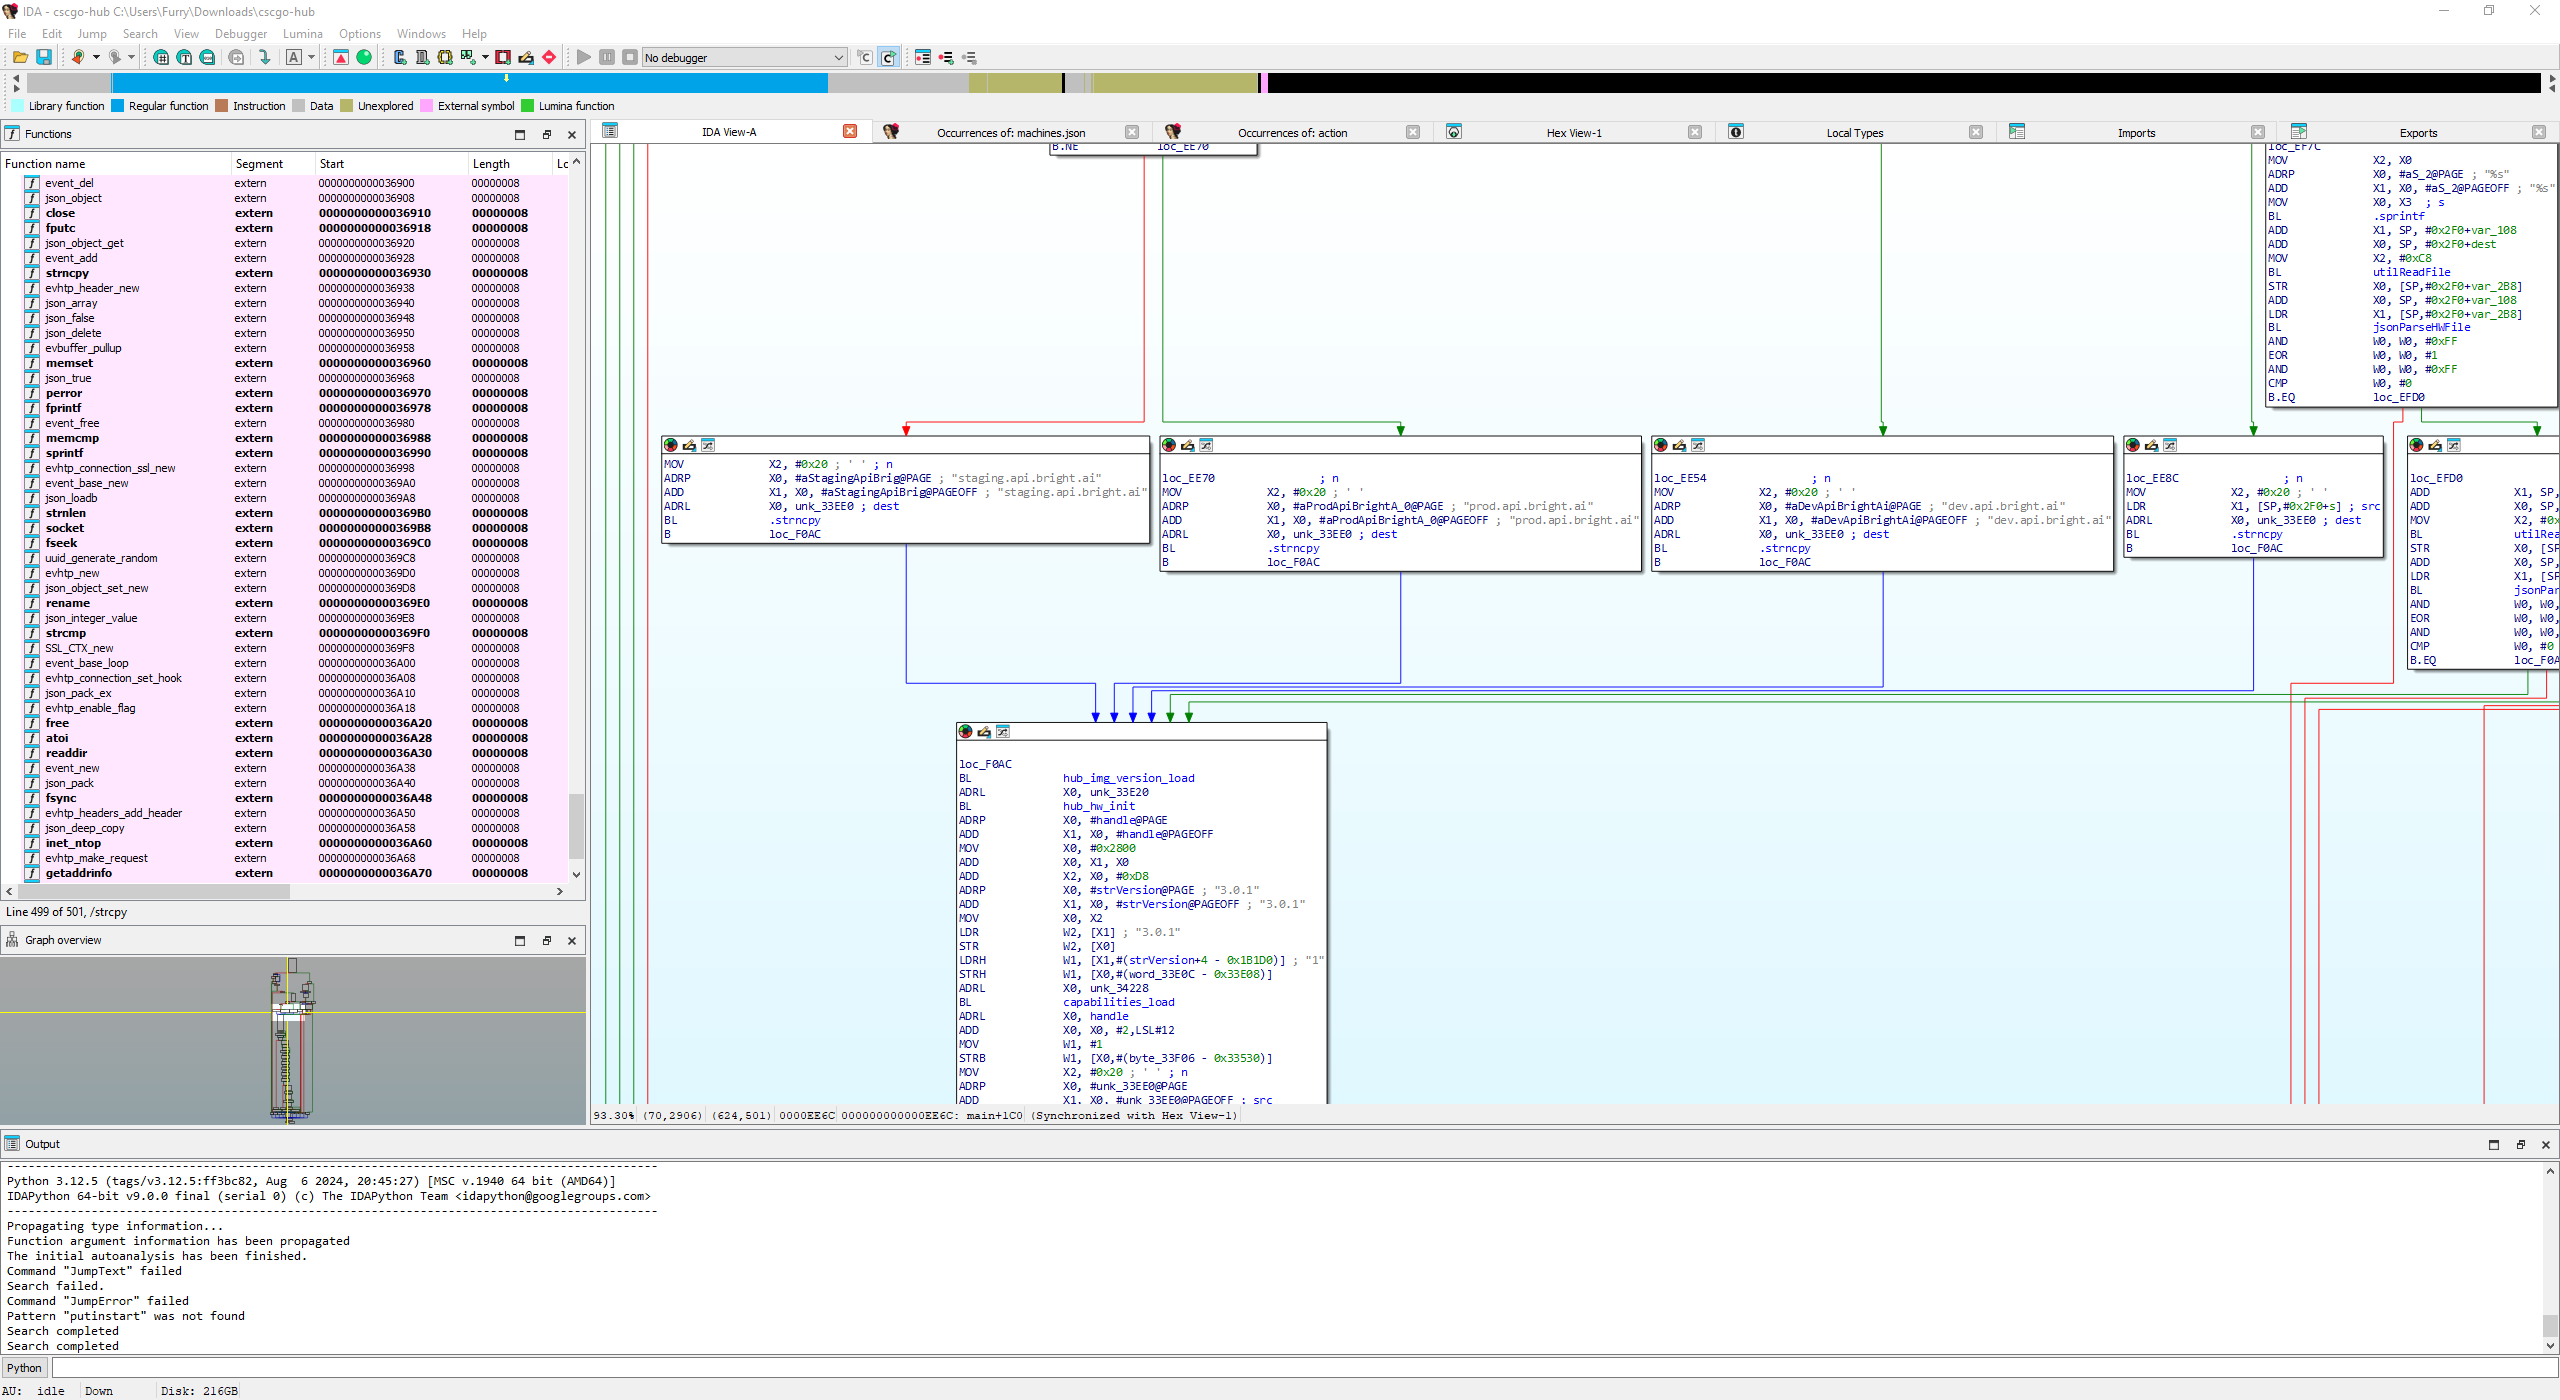 IDA - cscgo-hub C:\Users\Furry\Downloads\cscgo-hub
File Edit Jump Search View Debugger Lumina Options Windows Help
No debugger
Library function Regular function Instruction Data Unexplored External symbol Lumina function
Functions
Function name Segment Start Length Lc
event_del extern 0000000000036900 00000008
json_object extern 0000000000036908 00000008
close extern 0000000000036910 00000008
fputc extern 0000000000036918 00000008
json_object_get extern 0000000000036920 00000008
event_add extern 0000000000036928 00000008
strncpy extern 0000000000036930 00000008
evhtp_header_new extern 0000000000036938 00000008
json_array extern 0000000000036940 00000008
json_false extern 0000000000036948 00000008
json_delete extern 0000000000036950 00000008
evbuffer_pullup extern 0000000000036958 00000008
memset extern 0000000000036960 00000008
json_true extern 0000000000036968 00000008
perror extern 0000000000036970 00000008
fprintf extern 0000000000036978 00000008
event_free extern 0000000000036980 00000008
memcmp extern 0000000000036988 00000008
sprintf extern 0000000000036990 00000008
evhtp_connection_ssl_new extern 0000000000036998 00000008
event_base_new extern 00000000000369A0 00000008
json_loadb extern 00000000000369A8 00000008
strnlen extern 00000000000369B0 00000008
socket extern 00000000000369B8 00000008
fseek extern 00000000000369C0 00000008
uuid_generate_random extern 00000000000369C8 00000008
evhtp_new extern 00000000000369D0 00000008
json_object_set_new extern 00000000000369D8 00000008
rename extern 00000000000369E0 00000008
json_integer_value extern 00000000000369E8 00000008
strcmp extern 00000000000369F0 00000008
SSL_CTX_new extern 00000000000369F8 00000008
event_base_loop extern 0000000000036A00 00000008
evhtp_connection_set_hook extern 0000000000036A08 00000008
json_pack_ex extern 0000000000036A10 00000008
evhtp_enable_flag extern 0000000000036A18 00000008
free extern 0000000000036A20 00000008
atoi extern 0000000000036A28 00000008
readdir extern 0000000000036A30 00000008
event_new extern 0000000000036A38 00000008
json_pack extern 0000000000036A40 00000008
fsync extern 0000000000036A48 00000008
evhtp_headers_add_header extern 0000000000036A50 00000008
json_deep_copy extern 0000000000036A58 00000008
inet_ntop extern 0000000000036A60 00000008
evhtp_make_request extern 0000000000036A68 00000008
getaddrinfo extern 0000000000036A70 00000008
Line 499 of 501, /strcpy
Graph overview
IDA View-A Occurrences of: machines.json Occurrences of: action Hex View-1 Local Types Imports Exports
B.NE loc_EE70
loc_EF7C
MOV X2, X0
ADRP X0, #aS_2@PAGE ; "%s"
ADD X1, X0, #aS_2@PAGEOFF ; "%s"
MOV X0, X3 ; s
BL .sprintf
ADD X1, SP, #0x2F0+var_108
ADD X0, SP, #0x2F0+dest
MOV X2, #0xC8
BL utilReadFile
STR X0, [SP,#0x2F0+var_2B8]
ADD X0, SP, #0x2F0+var_108
LDR X1, [SP,#0x2F0+var_2B8]
BL jsonParseHWFile
AND W0, W0, #0xFF
EOR W0, W0, #1
AND W0, W0, #0xFF
CMP W0, #0
B.EQ loc_EFD0
MOV X2, #0x20 ; ' ' ; n
ADRP X0, #aStagingApiBrig@PAGE ; "staging.api.bright.ai"
ADD X1, X0, #aStagingApiBrig@PAGEOFF ; "staging.api.bright.ai"
ADRL X0, unk_33EE0 ; dest
BL .strncpy
B loc_F0AC
loc_EE70 ; n
MOV X2, #0x20 ; ' '
ADRP X0, #aProdApiBrightA_0@PAGE ; "prod.api.bright.ai"
ADD X1, X0, #aProdApiBrightA_0@PAGEOFF ; "prod.api.bright.ai"
ADRL X0, unk_33EE0 ; dest
BL .strncpy
B loc_F0AC
loc_EE54 ; n
MOV X2, #0x20 ; ' '
ADRP X0, #aDevApiBrightAi@PAGE ; "dev.api.bright.ai"
ADD X1, X0, #aDevApiBrightAi@PAGEOFF ; "dev.api.bright.ai"
ADRL X0, unk_33EE0 ; dest
BL .strncpy
B loc_F0AC
loc_EE8C ; n
MOV X2, #0x20 ; ' '
LDR X1, [SP,#0x2F0+s] ; src
ADRL X0, unk_33EE0 ; dest
BL .strncpy
B loc_F0AC
loc_EFD0
ADD X1, SP,
ADD X0, SP,
MOV X2, #0x
BL utilRea
STR X0, [SP
ADD X0, SP,
LDR X1, [SP
BL jsonPar
AND W0, W0,
EOR W0, W0,
AND W0, W0,
CMP W0, #0
B.EQ loc_F0A
loc_F0AC
BL hub_img_version_load
ADRL X0, unk_33E20
BL hub_hw_init
ADRP X0, #handle@PAGE
ADD X1, X0, #handle@PAGEOFF
MOV X0, #0x2800
ADD X0, X1, X0
ADD X2, X0, #0xD8
ADRP X0, #strVersion@PAGE ; "3.0.1"
ADD X1, X0, #strVersion@PAGEOFF ; "3.0.1"
MOV X0, X2
LDR W2, [X1] ; "3.0.1"
STR W2, [X0]
LDRH W1, [X1,#(strVersion+4 - 0x1B1D0)] ; "1"
STRH W1, [X0,#(word_33E0C - 0x33E08)]
ADRL X0, unk_34228
BL capabilities_load
ADRL X0, handle
ADD X0, X0, #2,LSL#12
MOV W1, #1
STRB W1, [X0,#(byte_33F06 - 0x33530)]
MOV X2, #0x20 ; ' ' ; n
ADRP X0, #unk_33EE0@PAGE
ADD X1, X0, #unk_33EE0@PAGEOFF ; src
93.30% (70,2906) (624,501) 0000EE6C 000000000000EE6C: main+1C0 (Synchronized with Hex View-1)
Output
Python 3.12.5 (tags/v3.12.5:ff3bc82, Aug 6 2024, 20:45:27) [MSC v.1940 64 bit (AMD64)]
IDAPython 64-bit v9.0.0 final (serial 0) (c) The IDAPython Team <idapython@googlegroups.com>
Propagating type information...
Function argument information has been propagated
The initial autoanalysis has been finished.
Command "JumpText" failed
Search failed.
Command "JumpError" failed
Pattern "putinstart" was not found
Search completed
Search completed
Python
AU: idle Down Disk: 216GB